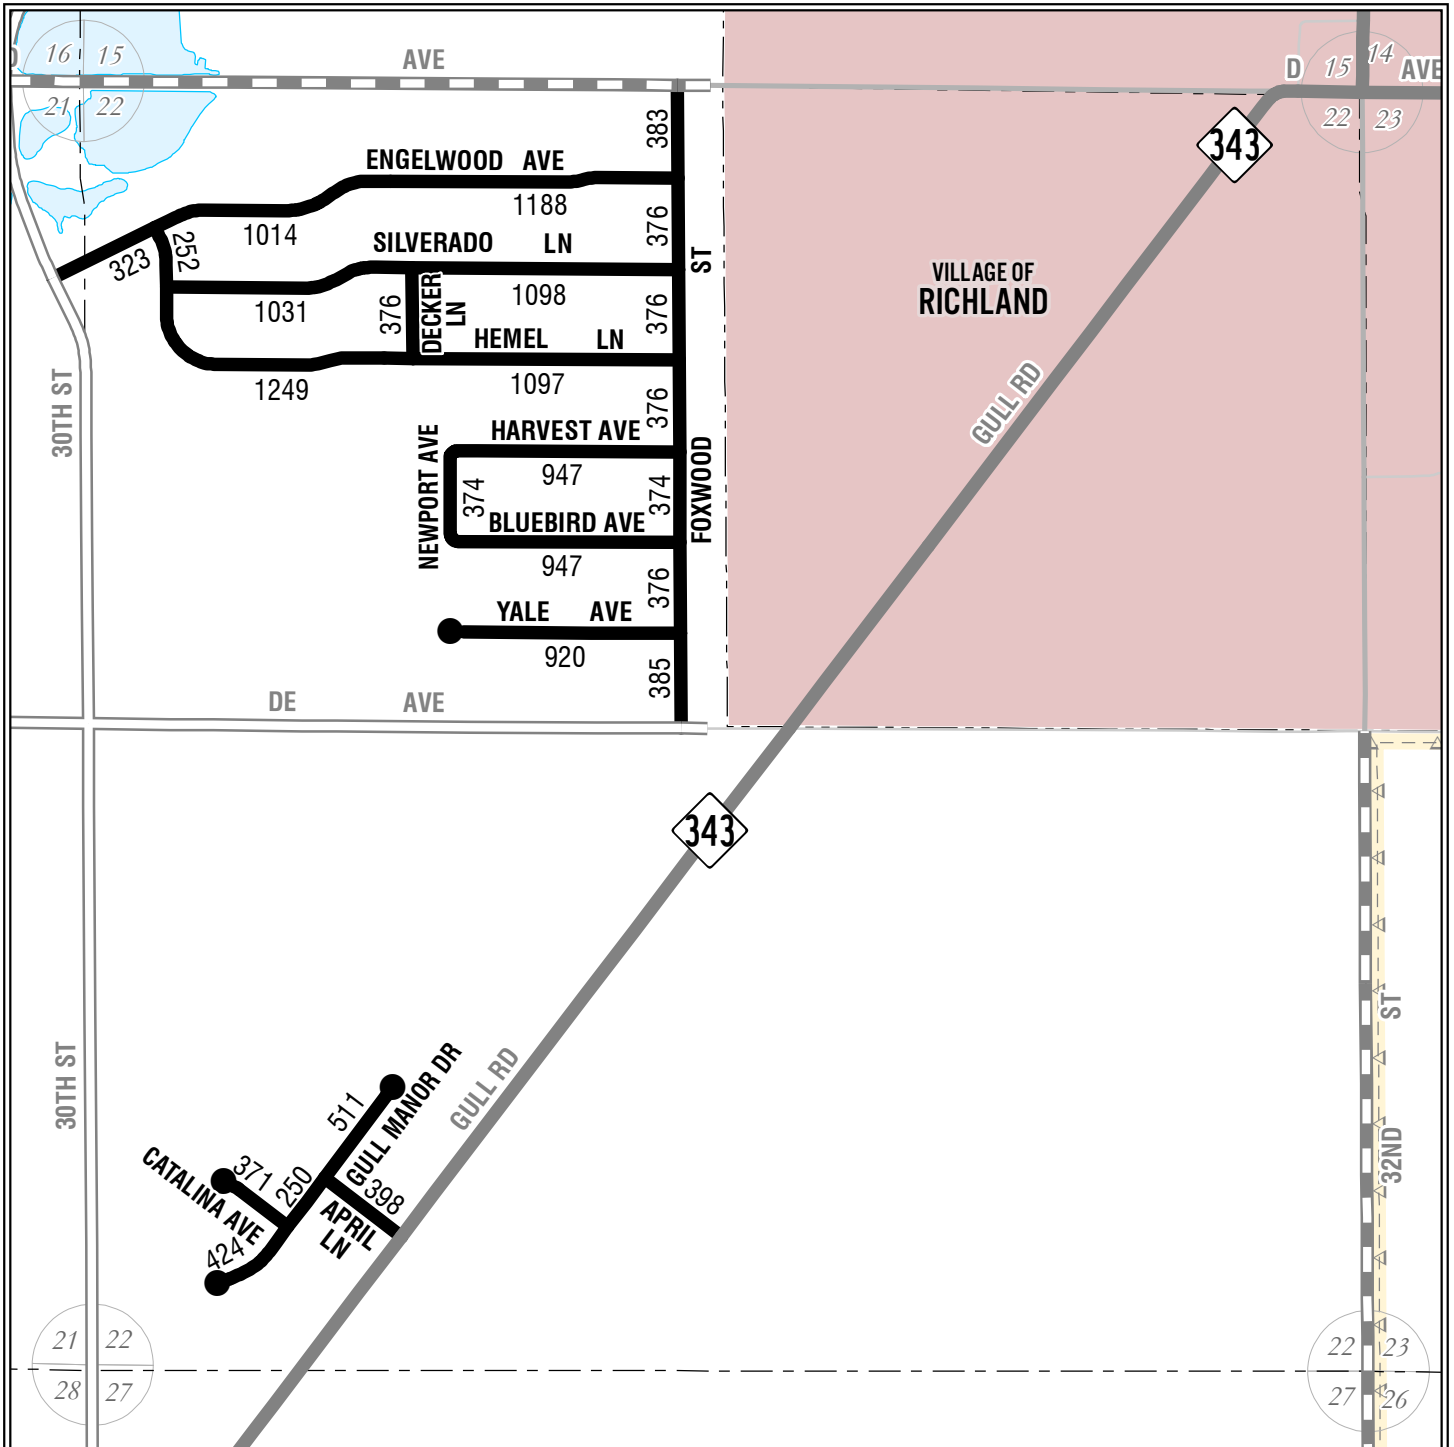 16 15
21 22
AVE
D 15 14 AVE
22 23
343
383
ENGELWOOD AVE
1188
1014
323
252
376
SILVERADO LN
1098
1031
376
DECKER
LN
376
HEMEL LN
1097
1249
ST
FOXWOOD
VILLAGE OF
RICHLAND
GULL RD
30TH ST
376
HARVEST AVE
947
NEWPORT AVE
374
374
BLUEBIRD AVE
947
376
YALE AVE
920
385
DE AVE
343
GULL RD
30TH ST
511
GULL MANOR DR
CATALINA AVE
371
250
398
APRIL
LN
424
ST
32ND
21 22
28 27
22 23
27 26